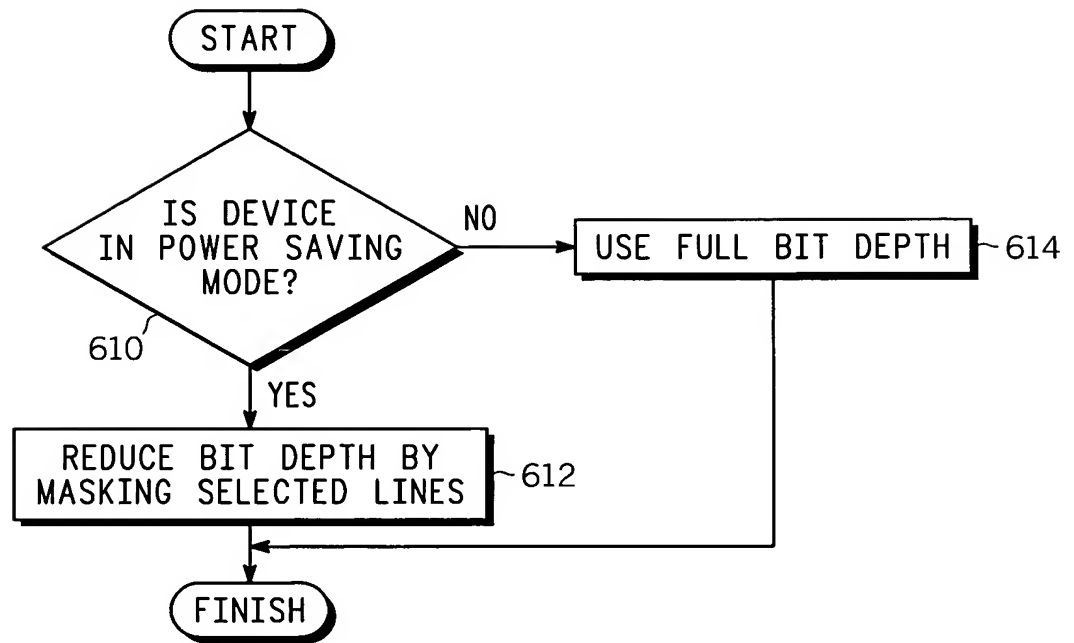 START
IS DEVICE
IN POWER SAVING
MODE?
610
NO
USE FULL BIT DEPTH
614
YES
REDUCE BIT DEPTH BY
MASKING SELECTED LINES
612
FINISH